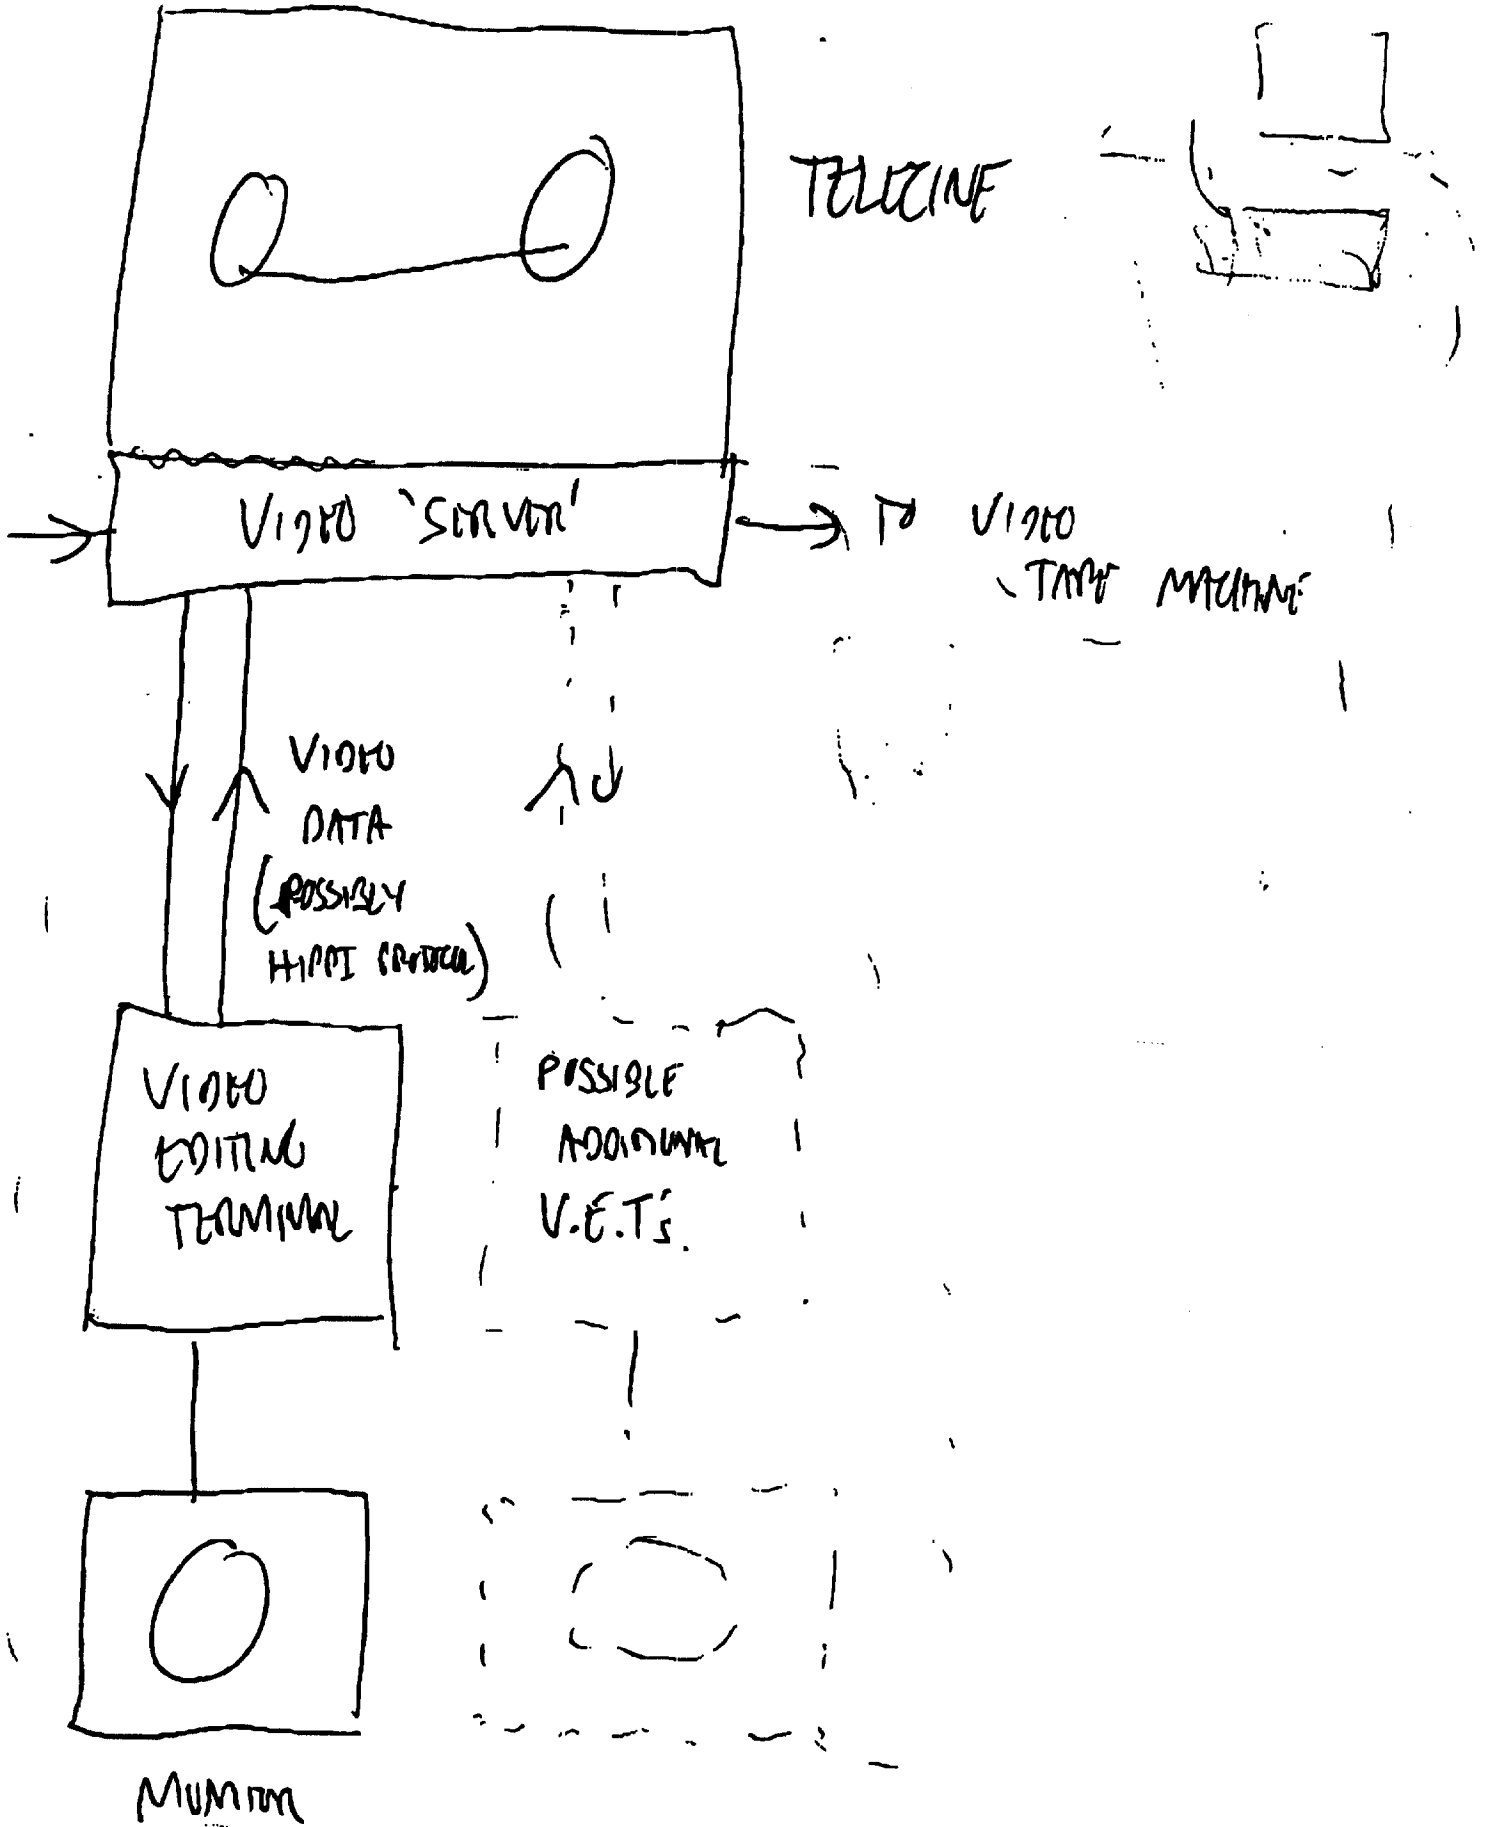 TELECINE
VIDEO 'SERVER'
TO VIDEO
TAPE MACHINE
VIDEO
DATA
(POSSIBLY
HIPPI PROTOCOL)
VIDEO
EDITING
TERMINAL
POSSIBLE
ADDITIONAL
V.E.T's.
MONITOR